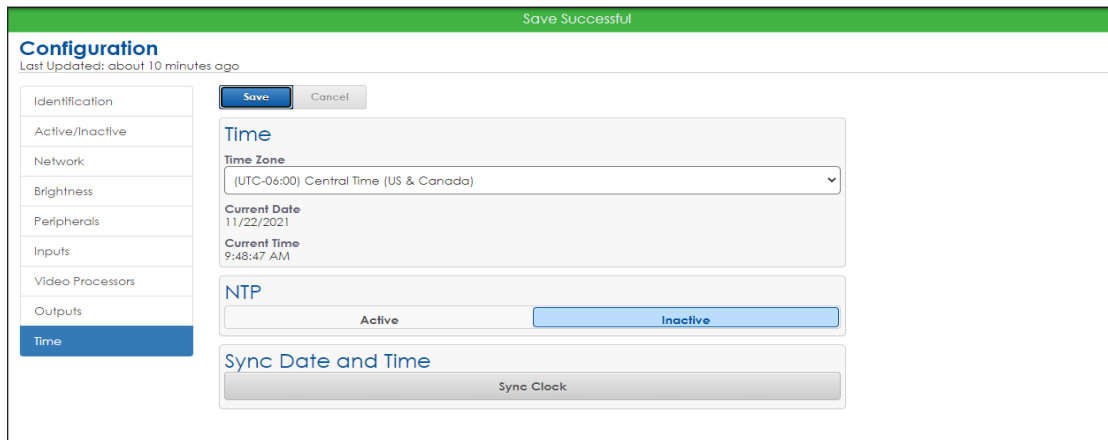 Save Successful
Configuration
Last Updated: about 10 minutes ago
Identification
Active/Inactive
Network
Brightness
Peripherals
Inputs
Video Processors
Outputs
Time
Save Cancel
Time
Time Zone
(UTC-06:00) Central Time (US & Canada)
Current Date
11/22/2021
Current Time
9:48:47 AM
NTP
Active Inactive
Sync Date and Time
Sync Clock